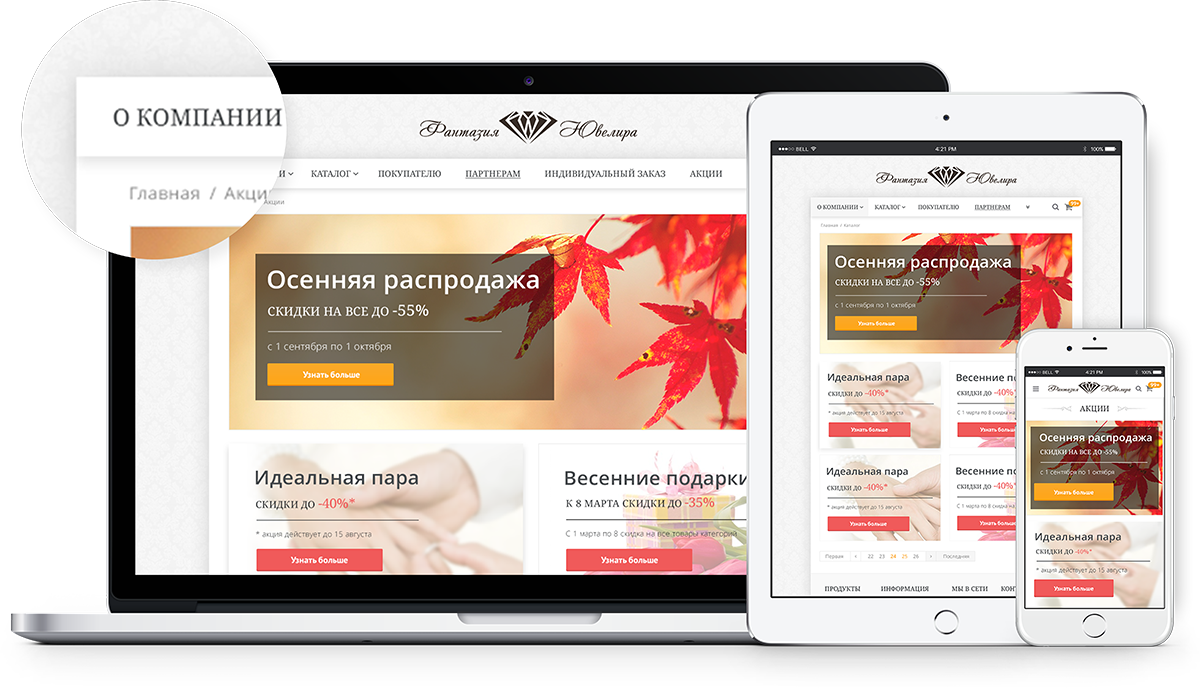 О КОМПАНИИ
Главная / Акции
Фантазия Ювелира
И КАТАЛОГ ПОКУПАТЕЛЮ ПАРТНЕРАМ ИНДИВИДУАЛЬНЫЙ ЗАКАЗ АКЦИИ
Акции
Осенняя распродажа
СКИДКИ НА ВСЕ ДО -55%
с 1 сентября по 1 октября
Узнать больше
Идеальная пара
СКИДКИ ДО -40%*
* акция действует до 15 августа
Узнать больше
Весенние подарки
К 8 МАРТА СКИДКИ ДО -35%
С 1 марта по 8 скидка на все товары категории
Узнать больше
BELL 4:21 PM 100%
Фантазия Ювелира
О КОМПАНИИ КАТАЛОГ ПОКУПАТЕЛЮ ПАРТНЕРАМ 99+
Главная / Каталог
Осенняя распродажа
СКИДКИ НА ВСЕ ДО -55%
с 1 сентября по 1 октября
Узнать больше
Идеальная пара
СКИДКИ ДО -40%*
* акция действует до 15 августа
Узнать больше
Весенние по
СКИДКИ ДО -40%
С 1 марта по 8 скидка на
Узнать больше
Идеальная пара
СКИДКИ ДО -40%*
* акция действует до 15 августа
Узнать больше
Весенние по
СКИДКИ ДО -40%
С 1 марта по 8 скидка на
Узнать больше
Первая ‹ 22 23 24 25 26 › Последняя
ПРОДУКТЫ ИНФОРМАЦИЯ МЫ В СЕТИ КОНТ
BELL 4:21 PM 100%
Фантазия Ювелира 99+
АКЦИИ
Осенняя распродажа
СКИДКИ НА ВСЕ ДО -55%
с 1 сентября по 1 октября
Узнать больше
Идеальная пара
СКИДКИ ДО -40%*
* акция действует до 15 августа
Узнать больше